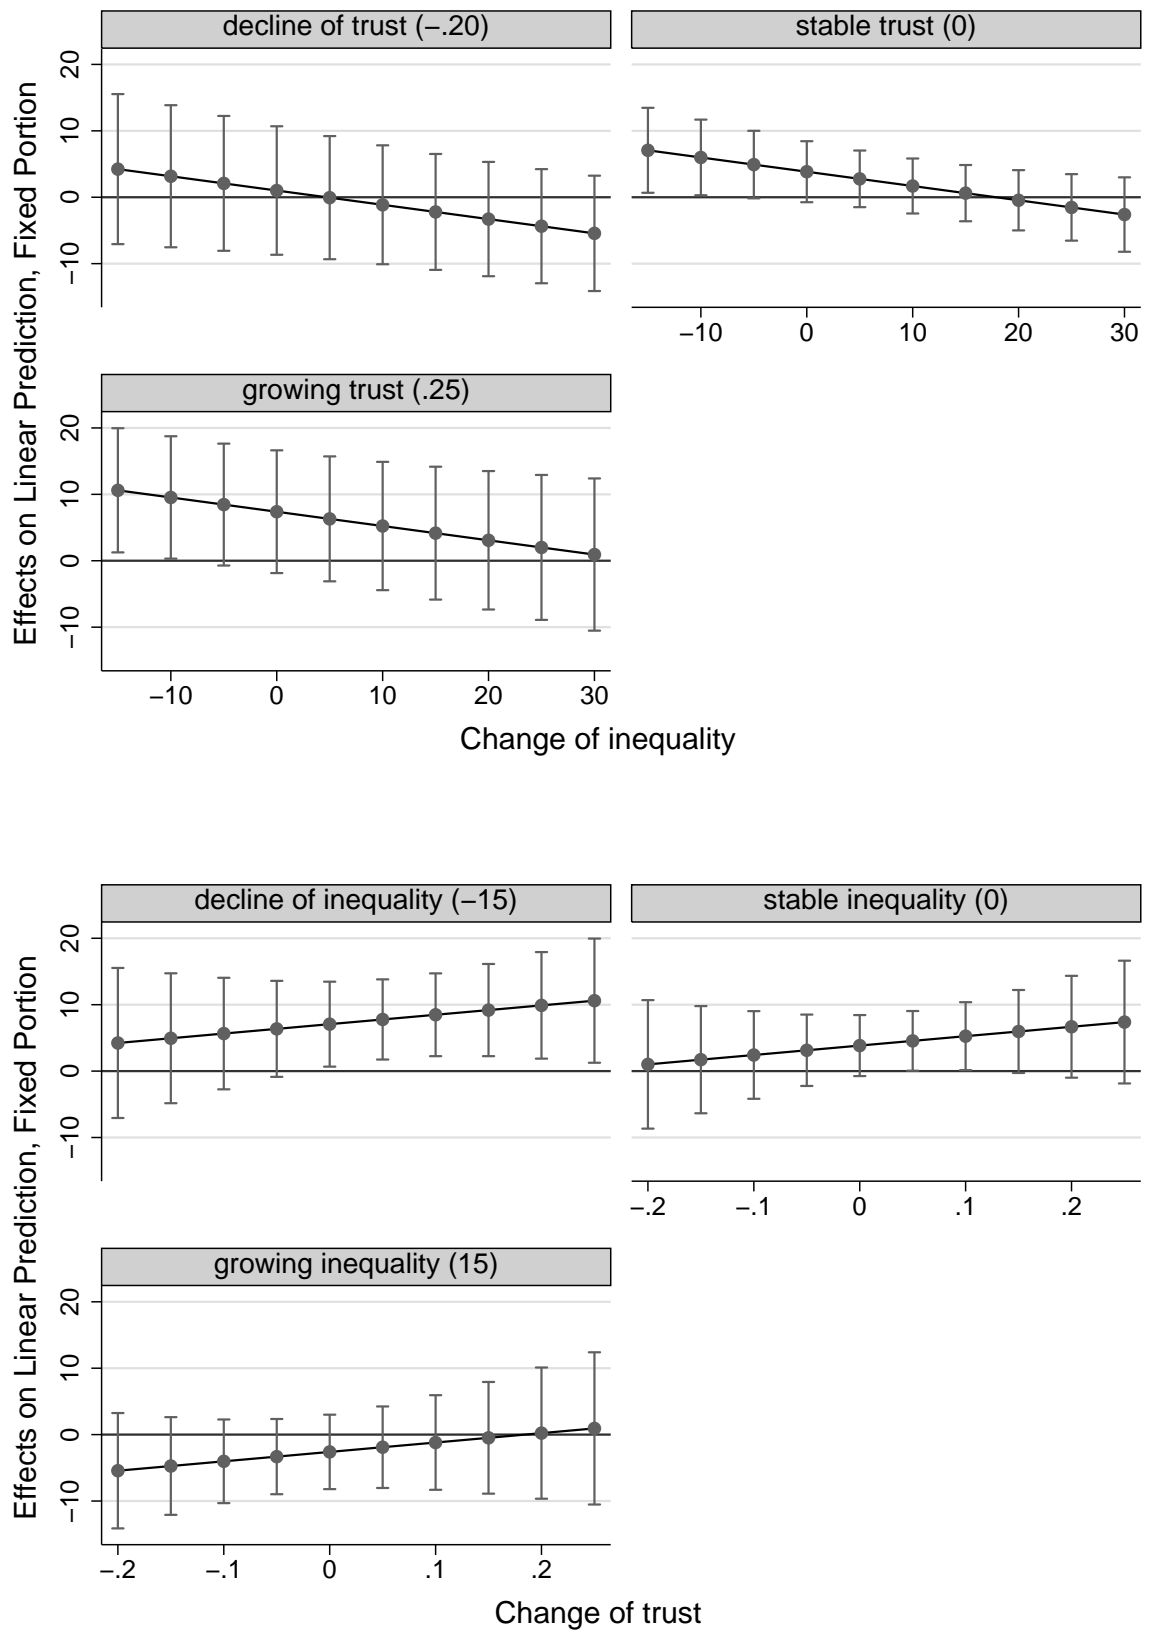 decline of trust (−.20)
stable trust (0)
20
10
0
−10
−10 0 10 20 30
growing trust (.25)
20
10
0
−10
−10 0 10 20 30
Effects on Linear Prediction, Fixed Portion
Change of inequality
decline of inequality (−15)
stable inequality (0)
20
10
0
−10
−.2 −.1 0 .1 .2
growing inequality (15)
20
10
0
−10
−.2 −.1 0 .1 .2
Effects on Linear Prediction, Fixed Portion
Change of trust